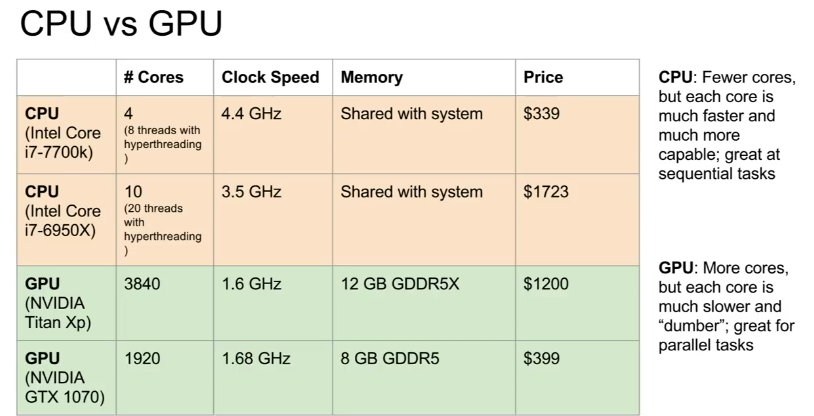 CPU vs GPU
# Cores
Clock Speed
Memory
Price
CPU
(Intel Core
i7-7700k)
4
(8 threads with
hyperthreading
)
4.4 GHz
Shared with system
$339
CPU
(Intel Core
i7-6950X)
10
(20 threads
with
hyperthreading
)
3.5 GHz
Shared with system
$1723
GPU
(NVIDIA
Titan Xp)
3840
1.6 GHz
12 GB GDDR5X
$1200
GPU
(NVIDIA
GTX 1070)
1920
1.68 GHz
8 GB GDDR5
$399
CPU: Fewer cores,
but each core is
much faster and
much more
capable; great at
sequential tasks
GPU: More cores,
but each core is
much slower and
“dumber”; great for
parallel tasks